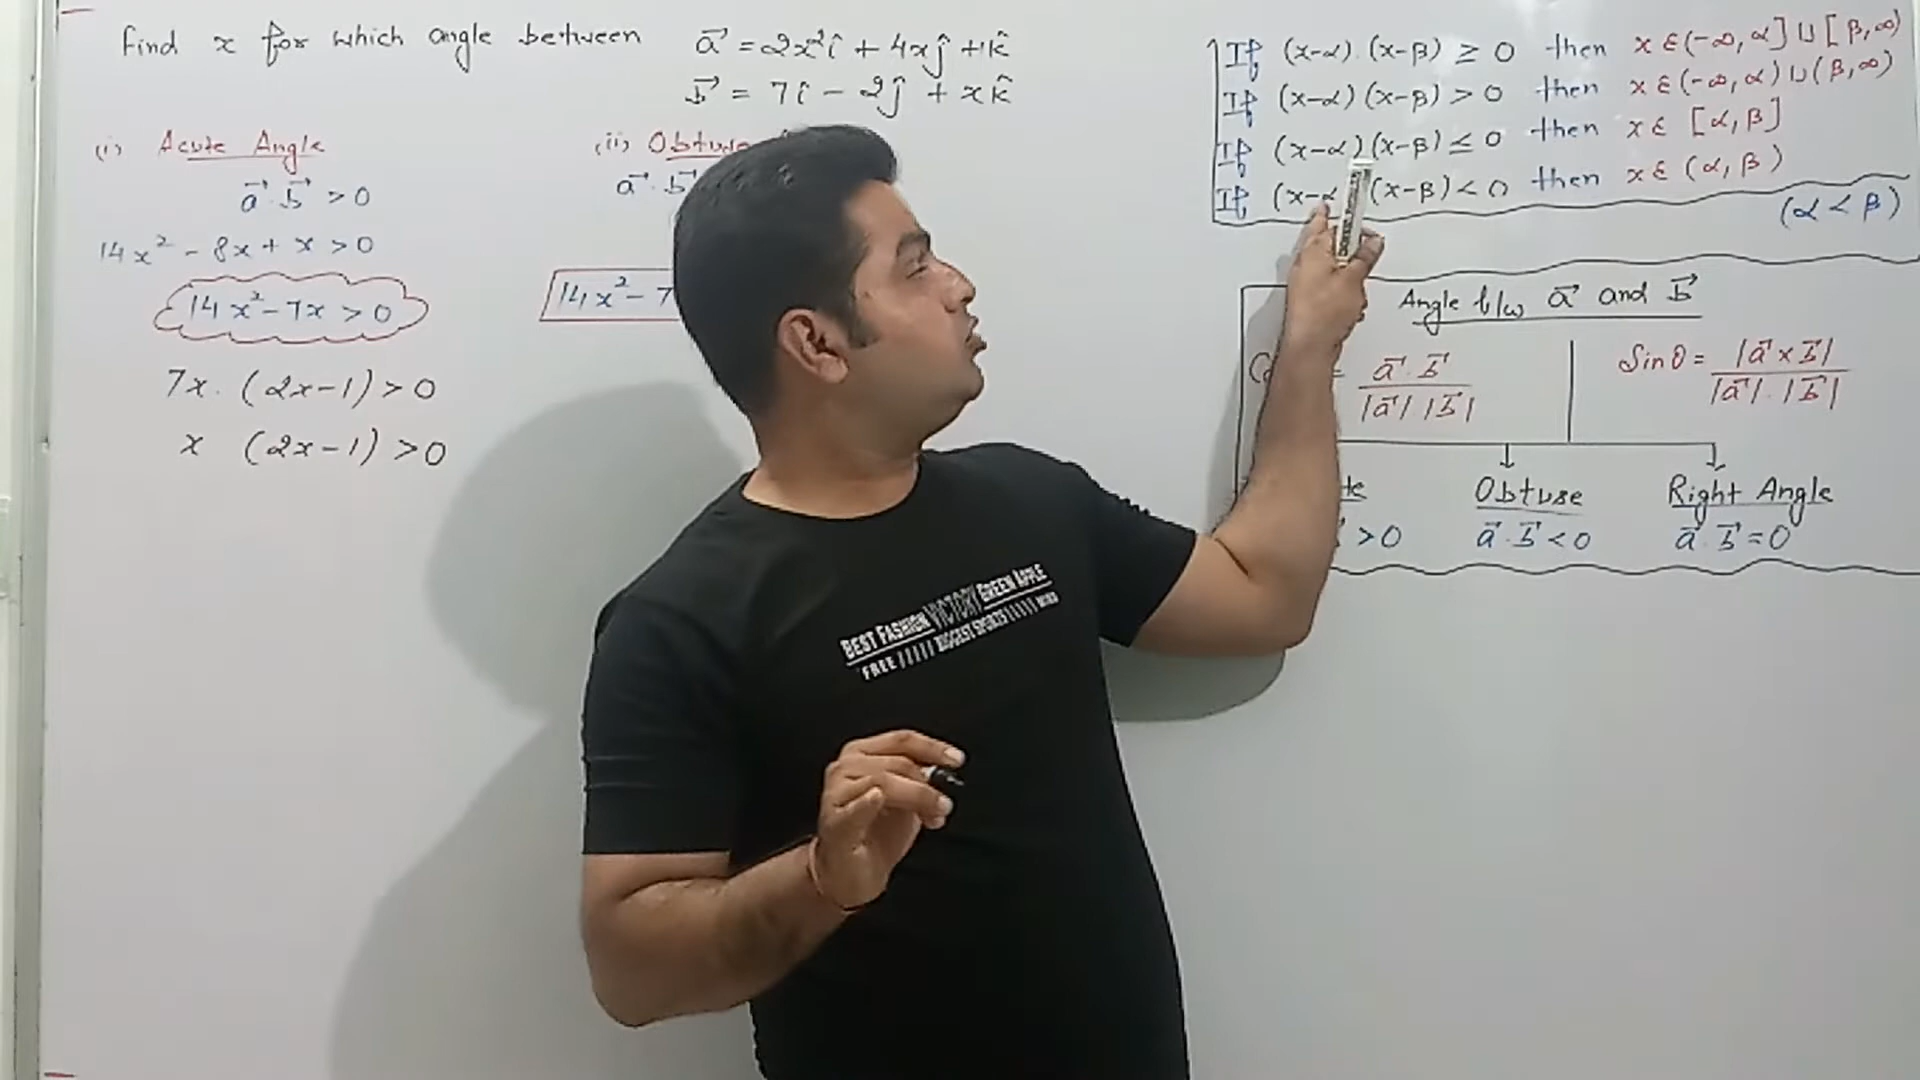 Find x for which angle between
a⃗ = 2x²î + 4xĵ + 1k̂
b⃗ = 7î − 2ĵ + xk̂
(i) Acute Angle
a⃗ . b⃗ > 0
14x² − 8x + x > 0
14x² − 7x > 0
7x . (2x−1) > 0
x (2x−1) > 0
(ii) Obtuse
a⃗ . b⃗
14x² − 7
If (x−α).(x−β) ≥ 0 then x ∈ (−∞, α] ∪ [β, ∞)
If (x−α)(x−β) > 0 then x ∈ (−∞, α) ∪ (β, ∞)
If (x−α)(x−β) ≤ 0 then x ∈ [α, β]
If (x−α (x−β) < 0 then x ∈ (α, β)
(α < β)
Angle b/w a⃗ and b⃗
= a⃗ . b⃗ / |a⃗| |b⃗|
Sinθ = |a⃗ × b⃗| / |a⃗| . |b⃗|
Obtuse
Right Angle
> 0
a⃗ . b⃗ < 0
a⃗ . b⃗ = 0
BEST FASHION VICTORY GREEN APPLE
FREE ///// BIGGEST SPORTS ///// MIND